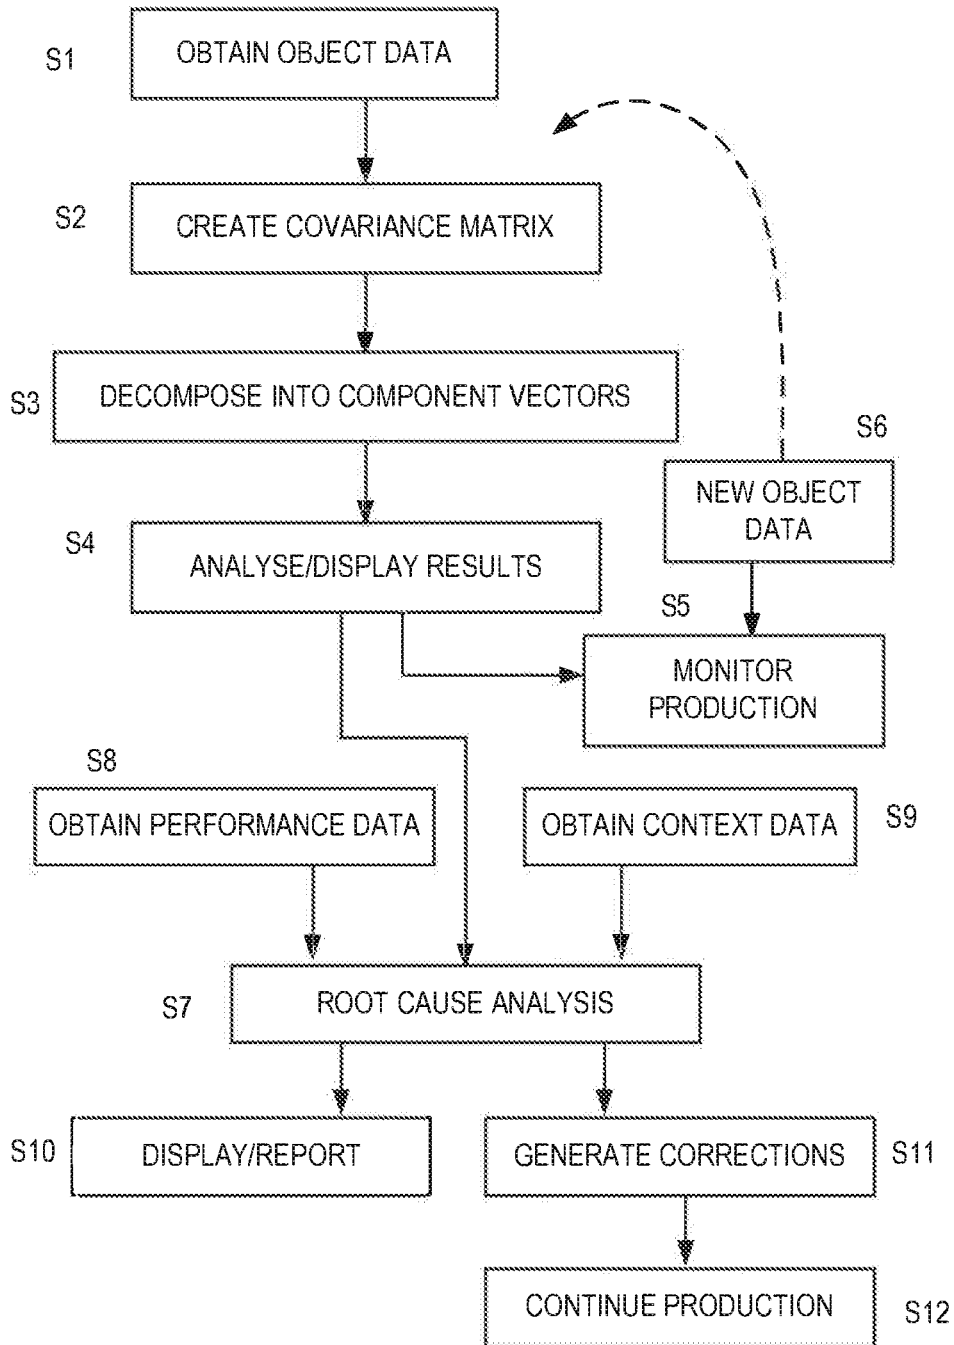 S1
OBTAIN OBJECT DATA
S2
CREATE COVARIANCE MATRIX
S3
DECOMPOSE INTO COMPONENT VECTORS
S6
NEW OBJECT
DATA
S4
ANALYSE/DISPLAY RESULTS
S5
MONITOR
PRODUCTION
S8
OBTAIN PERFORMANCE DATA
OBTAIN CONTEXT DATA
S9
S7
ROOT CAUSE ANALYSIS
S10
DISPLAY/REPORT
GENERATE CORRECTIONS
S11
CONTINUE PRODUCTION
S12